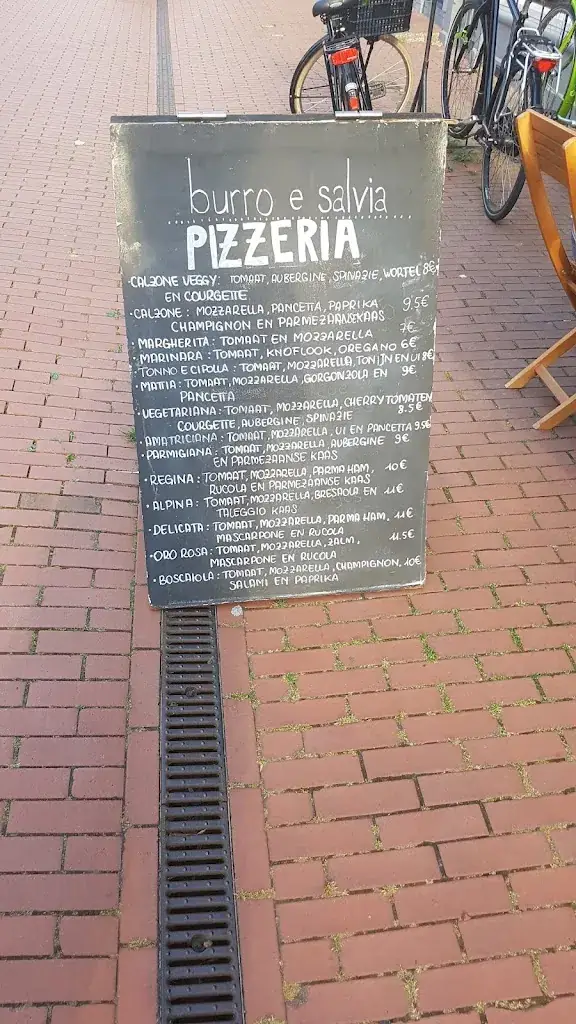 burro e salvia
PIZZERIA
·CALZONE VEGGY: TOMAAT, AUBERGINE, SPINAZIE, WORTEL 8€
EN COURGETTE
·CALZONE: MOZZARELLA, PANCETTA, PAPRIKA 9.5€
CHAMPIGNON EN PARMEZAANSEKAAS
·MARGHERITA: TOMAAT EN MOZZARELLA 7€
·MARINARA: TOMAAT, KNOFLOOK, OREGANO 6€
·TONNO E CIPOLLA: TOMAAT, MOZZARELLA, TONIJN EN UI 9€
·MATTIA: TOMAAT, MOZZARELLA, GORGONZOLA EN 9€
PANCETTA
·VEGETARIANA: TOMAAT, MOZZARELLA, CHERRYTOMATEN
COURGETTE, AUBERGINE, SPINAZIE 8.5€
·AMATRICIANA: TOMAAT, MOZZARELLA, UI EN PANCETTA 9.5€
·PARMIGIANA: TOMAAT, MOZZARELLA, AUBERGINE 9€
EN PARMEZAANSE KAAS
·REGINA: TOMAAT, MOZZARELLA, PARMA HAM, 10€
RUCOLA EN PARMEZAANSE KAAS
·ALPINA: TOMAAT, MOZZARELLA, BRESAOLA EN 11€
TALEGGIO KAAS
·DELICATA: TOMAAT, MOZZARELLA, PARMA HAM, 11€
MASCARPONE EN RUCOLA
·ORO ROSA: TOMAAT, MOZZARELLA, ZALM, 11.5€
MASCARPONE EN RUCOLA
·BOSCAIOLA: TOMAAT, MOZZARELLA, CHAMPIGNON, 10€
SALAMI EN PAPRIKA